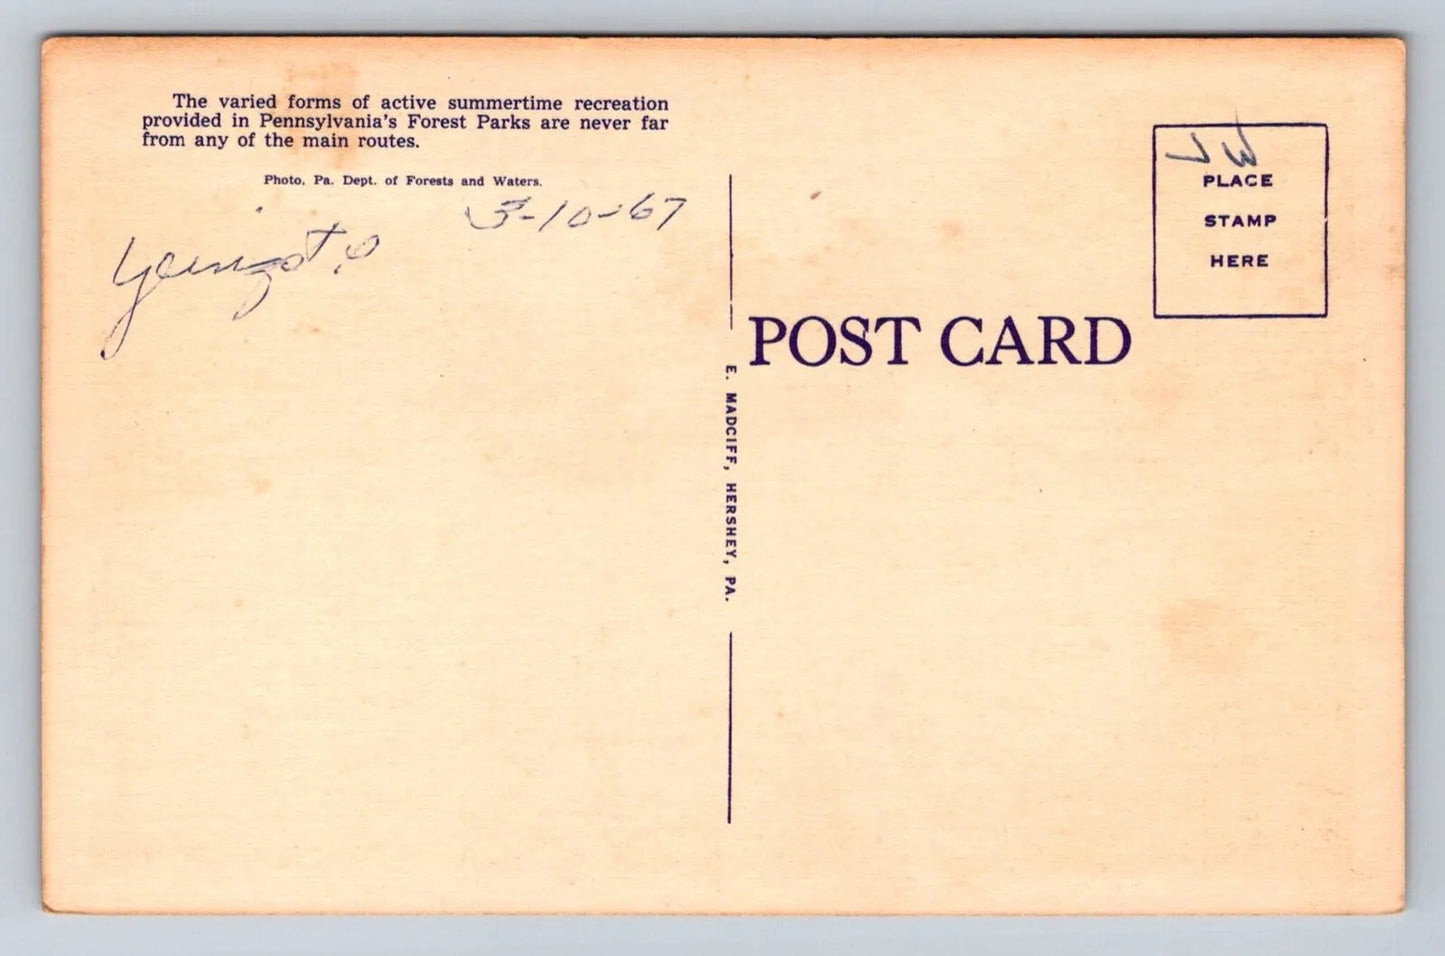 The varied forms of active summertime recreation
provided in Pennsylvania's Forest Parks are never far
from any of the main routes.
Photo. Pa. Dept. of Forests and Waters.
3-10-67
E. MADCIFF, HERSHEY, PA.
POST CARD
PLACE
STAMP
HERE